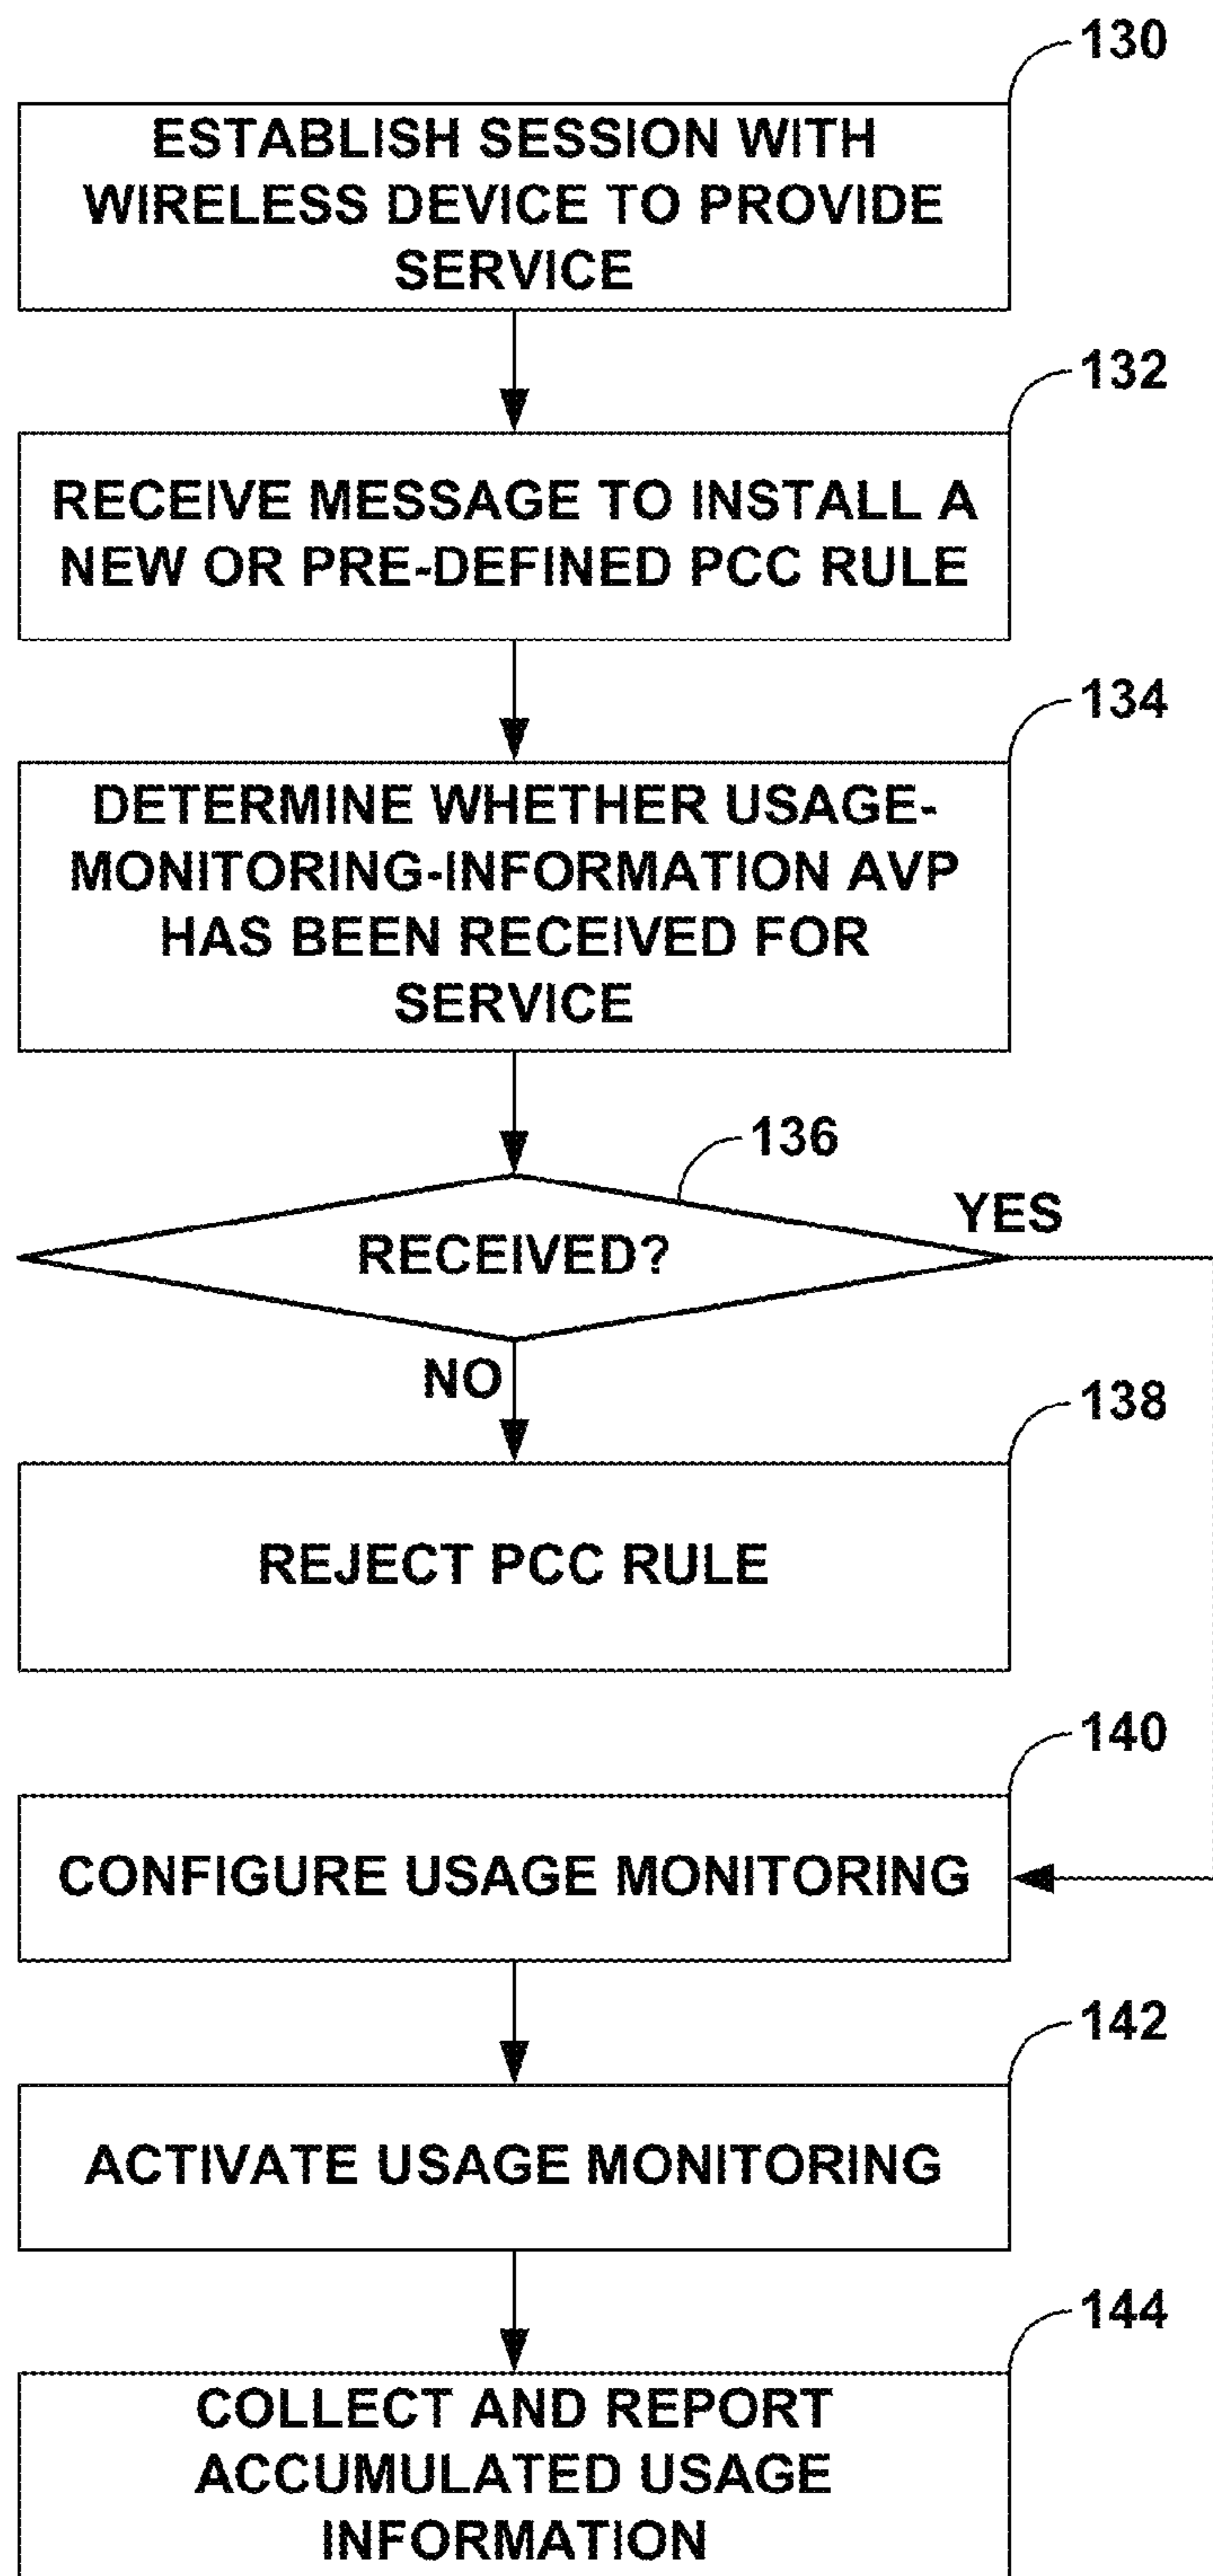 130
ESTABLISH SESSION WITH
WIRELESS DEVICE TO PROVIDE
SERVICE
132
RECEIVE MESSAGE TO INSTALL A
NEW OR PRE-DEFINED PCC RULE
134
DETERMINE WHETHER USAGE-
MONITORING-INFORMATION AVP
HAS BEEN RECEIVED FOR
SERVICE
136
YES
RECEIVED?
NO
138
REJECT PCC RULE
140
CONFIGURE USAGE MONITORING
142
ACTIVATE USAGE MONITORING
144
COLLECT AND REPORT
ACCUMULATED USAGE
INFORMATION